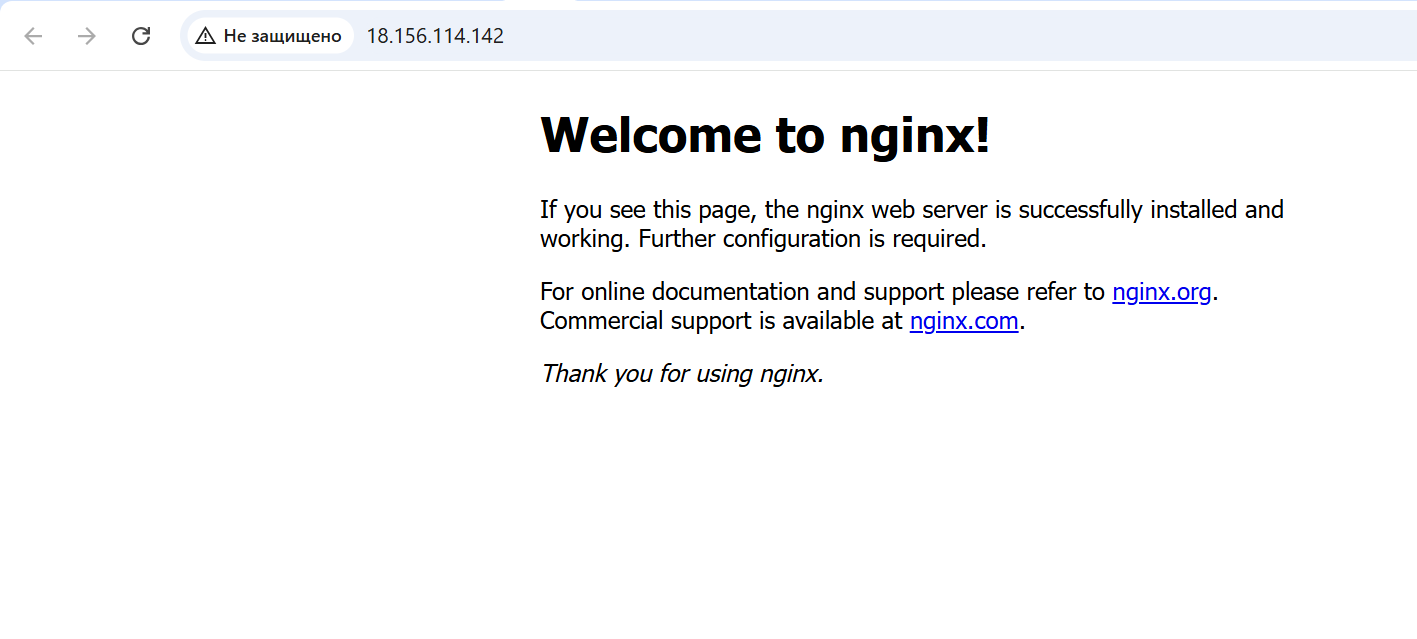 Не защищено 18.156.114.142
Welcome to nginx!
If you see this page, the nginx web server is successfully installed and
working. Further configuration is required.
For online documentation and support please refer to nginx.org.
Commercial support is available at nginx.com.
Thank you for using nginx.